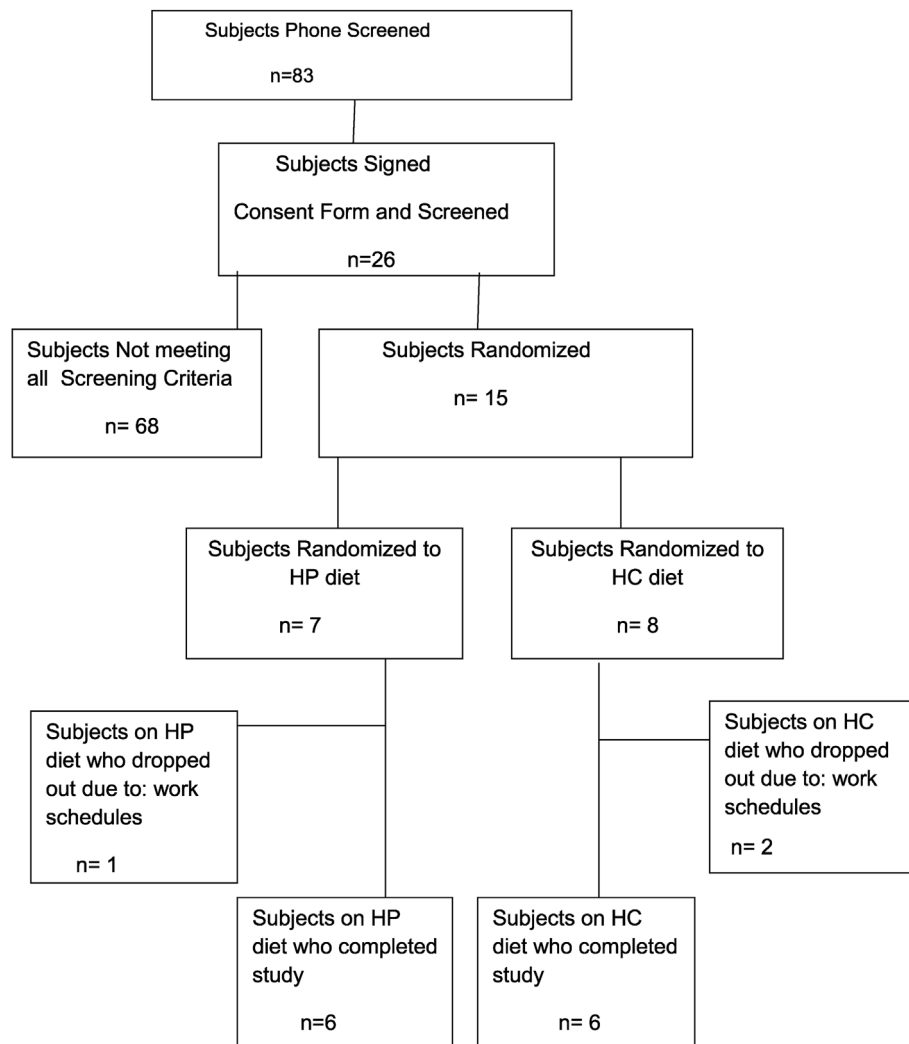 Subjects Phone Screened
n=83
Subjects Signed
Consent Form and Screened
n=26
Subjects Not meeting
all Screening Criteria
n= 68
Subjects Randomized
n= 15
Subjects Randomized to
HP diet
n= 7
Subjects Randomized to
HC diet
n= 8
Subjects on HP
diet who dropped
out due to: work
schedules
n= 1
Subjects on HC
diet who dropped
out due to: work
schedules
n= 2
Subjects on HP
diet who completed
study
n=6
Subjects on HC
diet who completed
study
n= 6